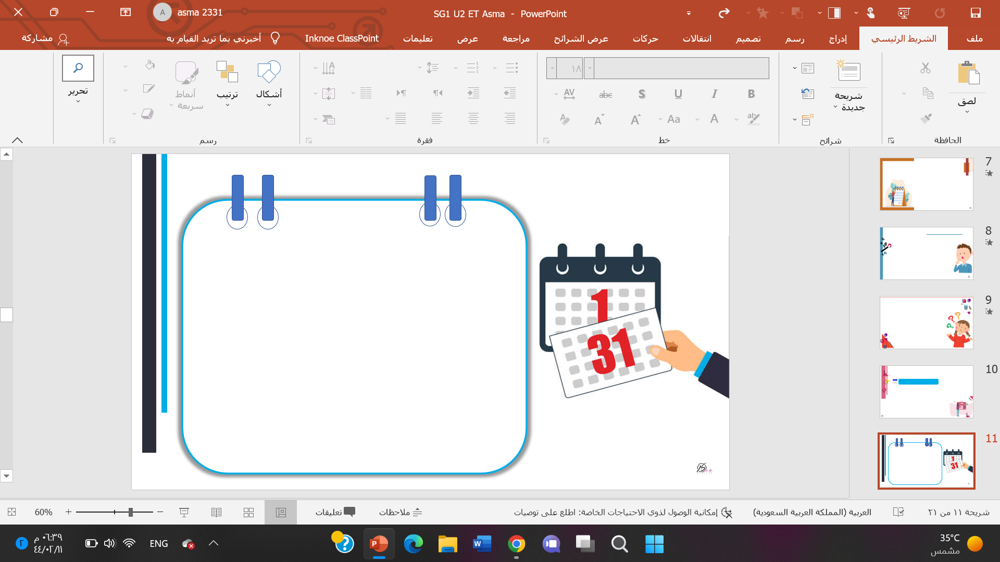 asma 2331
A
SG1 U2 ET Asma - PowerPoint
ملف
الشريط الرئيسي
إدراج
رسم
تصميم
انتقالات
حركات
عرض الشرائح
مراجعة
عرض
تعليمات
Inknoe ClassPoint
أخبرني بما تريد القيام به
مشاركة
لصق
الحافظة
شريحة
جديدة
شرائح
١٨
B
I
U
S
abc
AV
ab
A
Aa
A
A
A
خط
فقرة
أشكال
ترتيب
أنماط
سريعة
رسم
تحرير
7
8
9
10
11
1
31
1
31
شريحة ١١ من ٢١
العربية (المملكة العربية السعودية)
إمكانية الوصول لذوي الاحتياجات الخاصة: اطلع على توصيات
ملاحظات
تعليقات
60%
35°C
مشمس
ENG
٠٦:٣٩ م
٤٤/٠٢/١١
٢